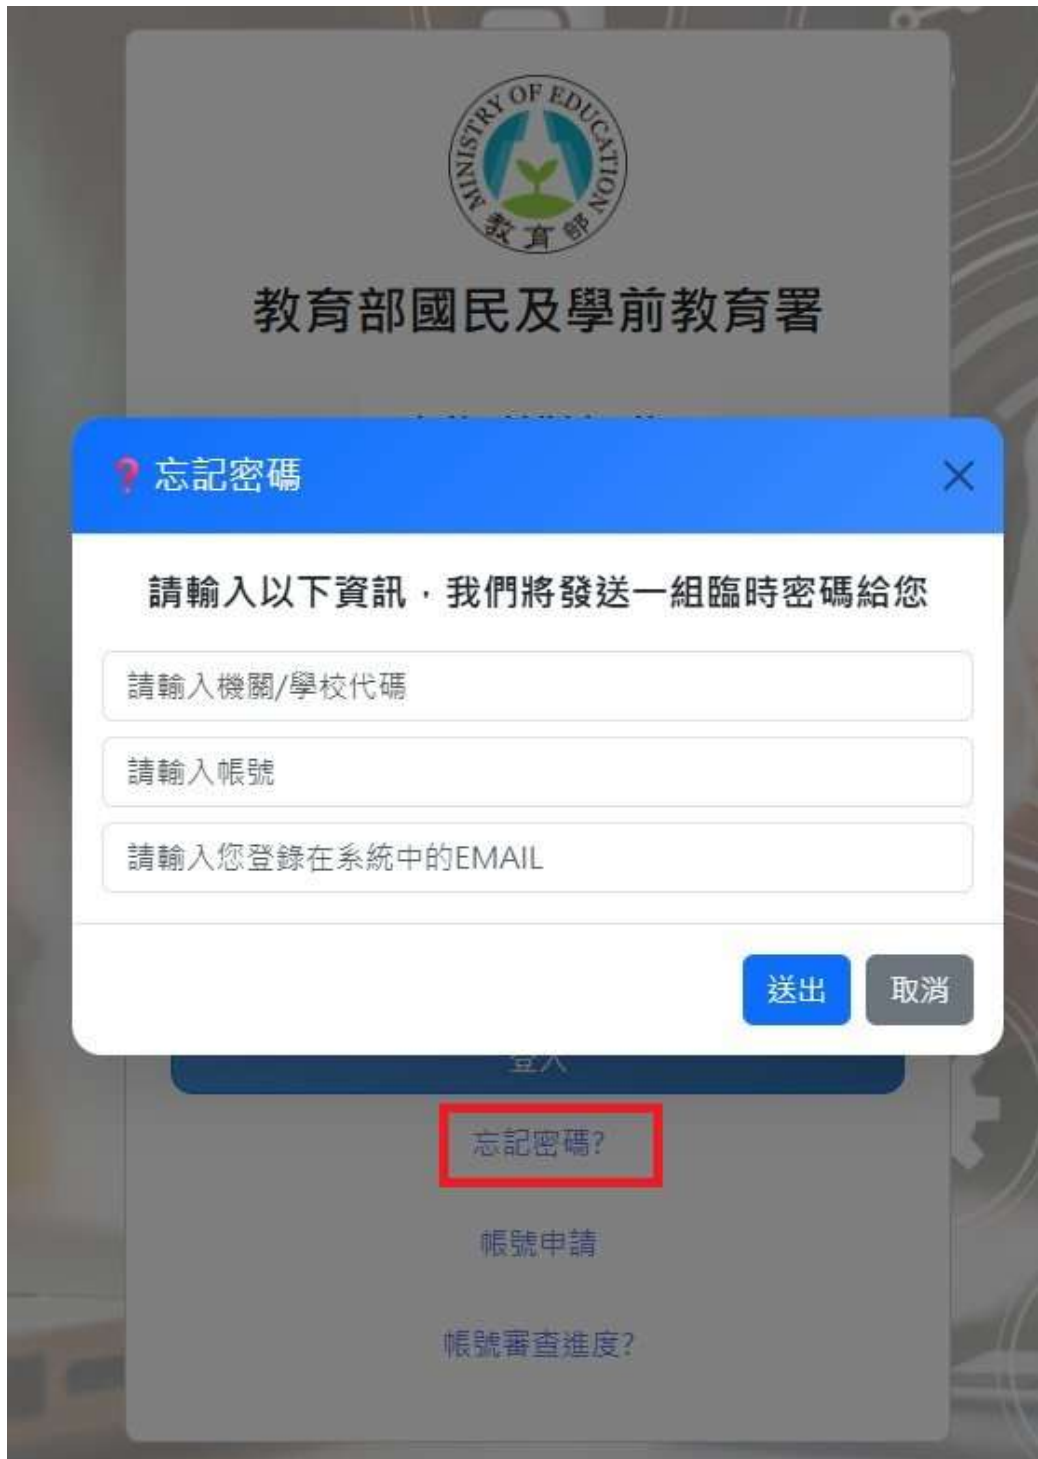 MINISTRY OF EDUCATION
教育部
教育部國民及學前教育署
❓忘記密碼
請輸入以下資訊，我們將發送一組臨時密碼給您
請輸入機關/學校代碼
請輸入帳號
請輸入您登錄在系統中的EMAIL
送出 取消
登入
忘記密碼?
帳號申請
帳號審查進度?